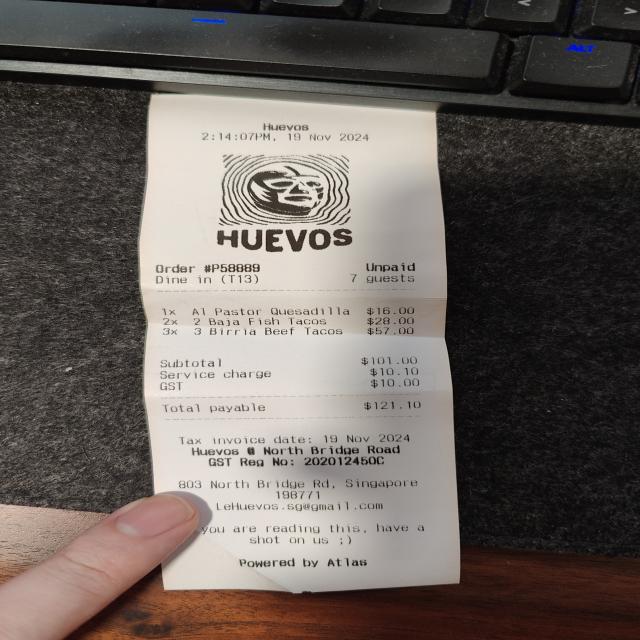 ALT
Huevos
2:14:07PM, 19 Nov 2024
HUEVOS
Order #P58889 Unpaid
Dine in (T13) 7 guests
1x Al Pastor Quesadilla $16.00
2x 2 Baja Fish Tacos $28.00
3x 3 Birria Beef Tacos $57.00
Subtotal $101.00
Service charge $10.10
GST $10.00
Total payable $121.10
Tax invoice date: 19 Nov 2024
Huevos @ North Bridge Road
GST Reg No: 202012450C
803 North Bridge Rd, Singapore
198771
LeHuevos.sg@gmail.com
you are reading this, have a
shot on us ;)
Powered by Atlas